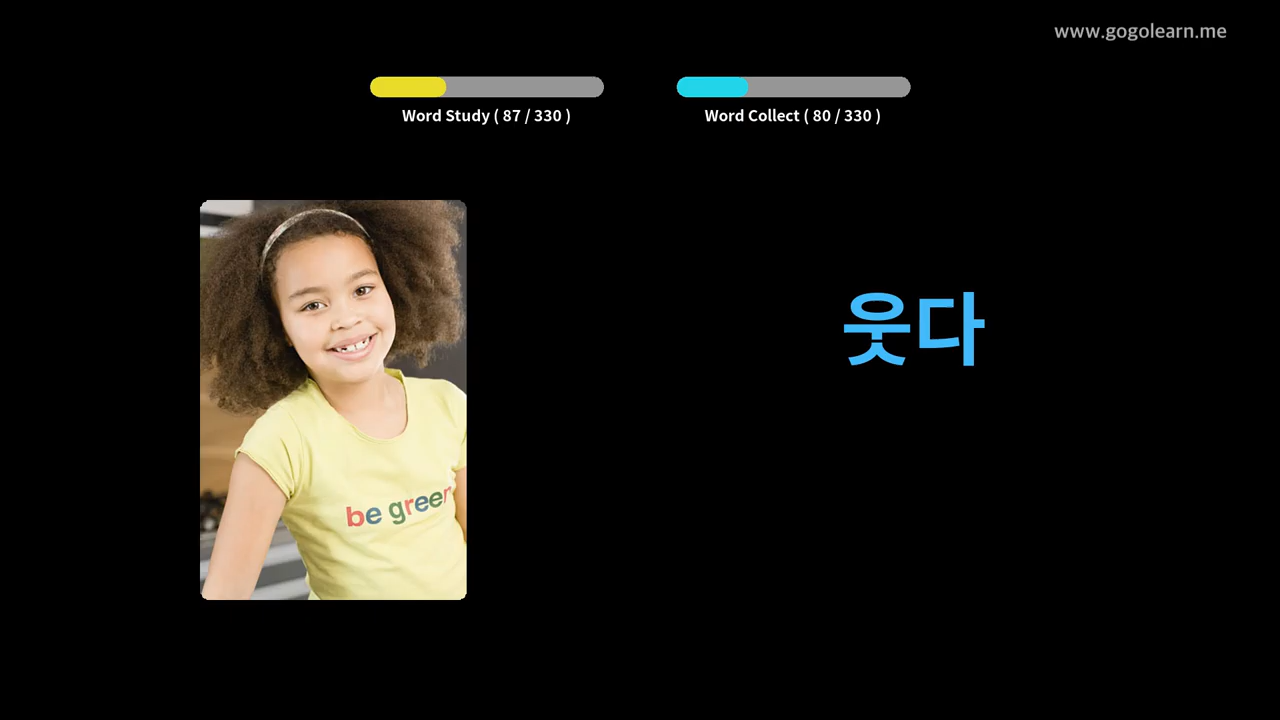 www.gogolearn.me
Word Study ( 87 / 330 )
Word Collect ( 80 / 330 )
웃다
be green